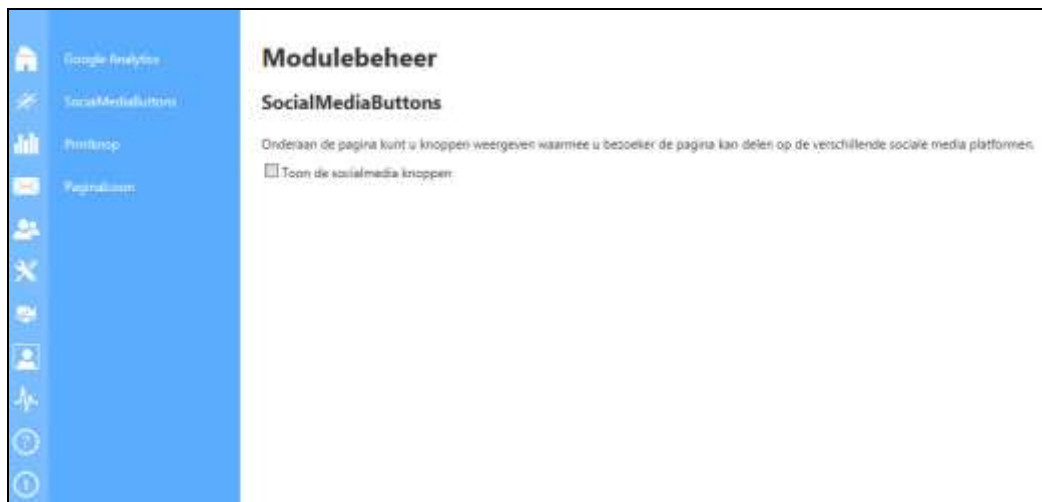 Google Analytics
SocialMediaButtons
Printknop
Paginaicoon
Modulebeheer
SocialMediaButtons
Onderaan de pagina kunt u knoppen weergeven waarmee u bezoeker de pagina kan delen op de verschillende sociale media platformen.
Toon de socialmedia knoppen